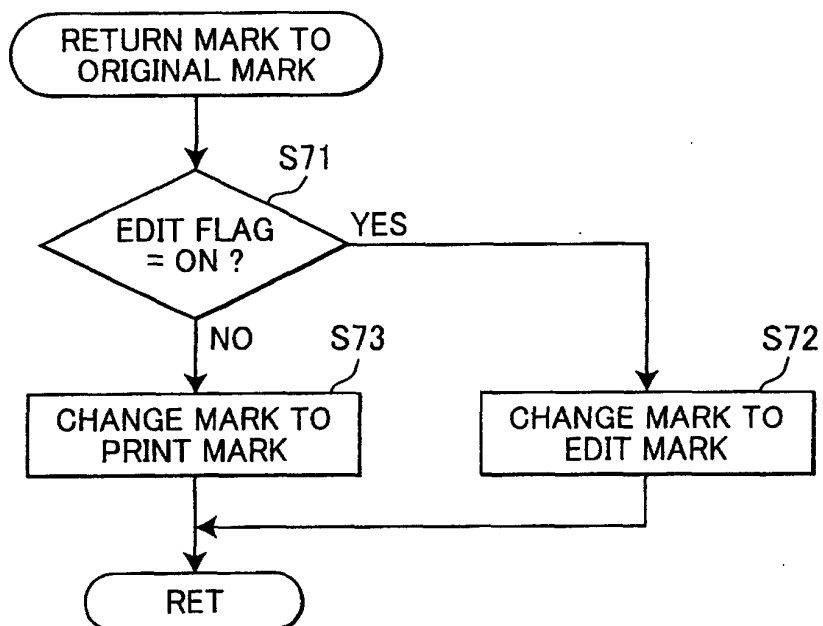 RETURN MARK TO
ORIGINAL MARK
S71
EDIT FLAG
= ON ?
YES
NO
S73
S72
CHANGE MARK TO
PRINT MARK
CHANGE MARK TO
EDIT MARK
RET